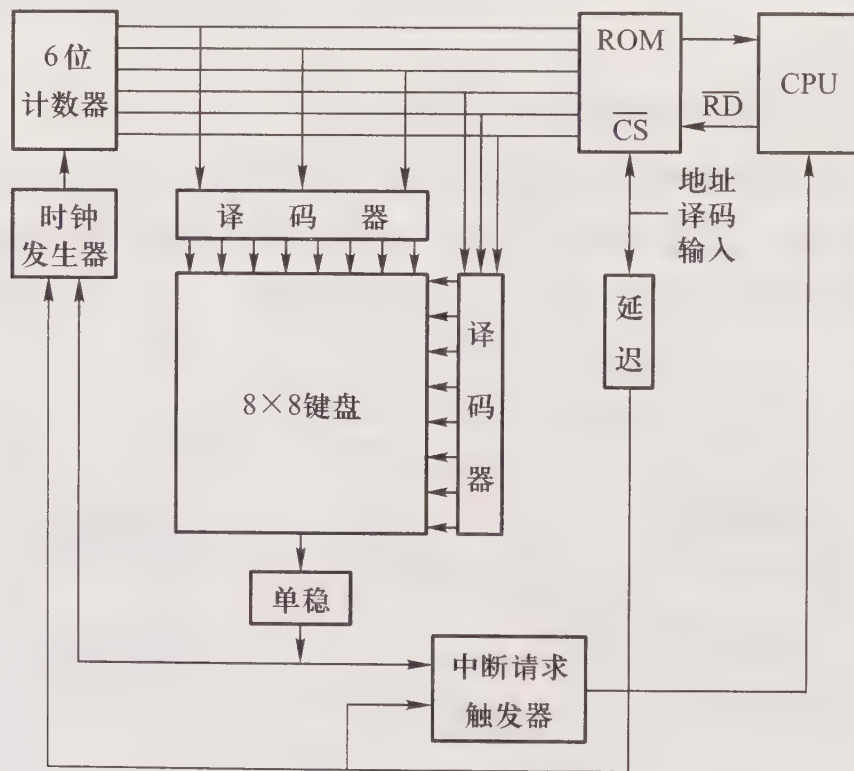 6位
计数器
ROM
CS
CPU
RD
时钟
发生器
译码器
地址
译码
输入
延
迟
译
码
器
8×8键盘
单稳
中断请求
触发器